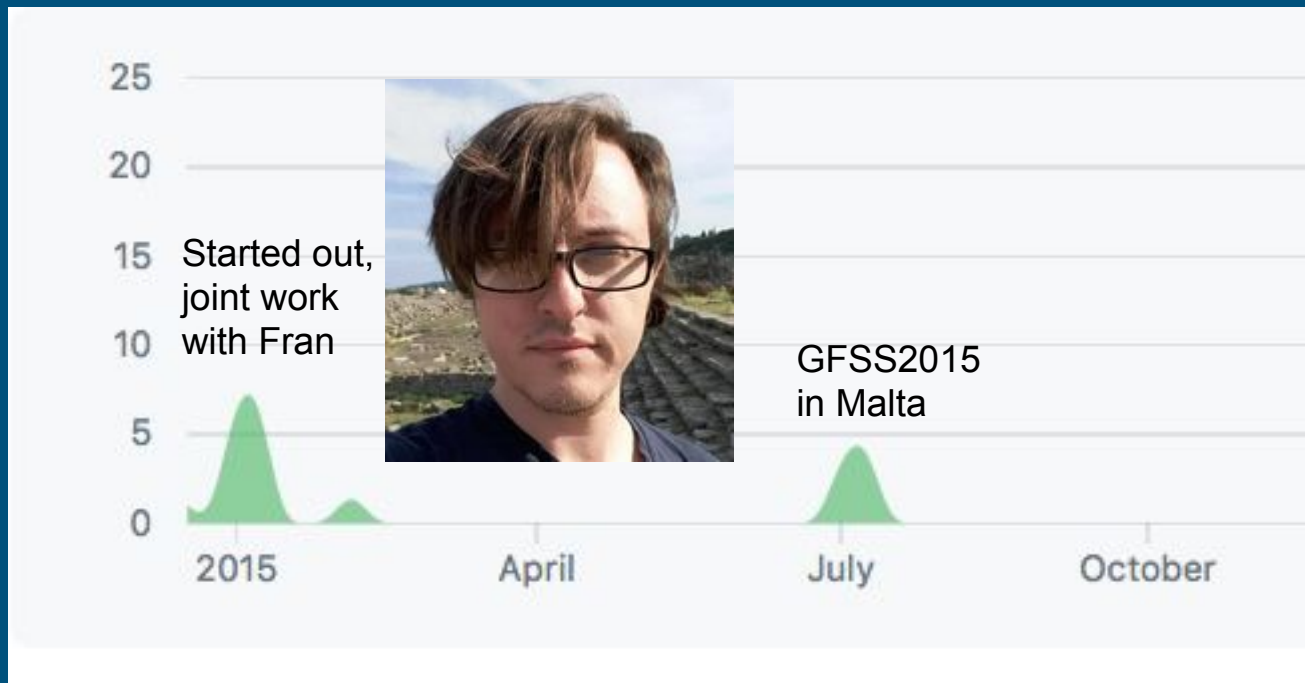 25
20
15
10
5
0
Started out,
joint work
with Fran
GFSS2015
in Malta
2015
April
July
October